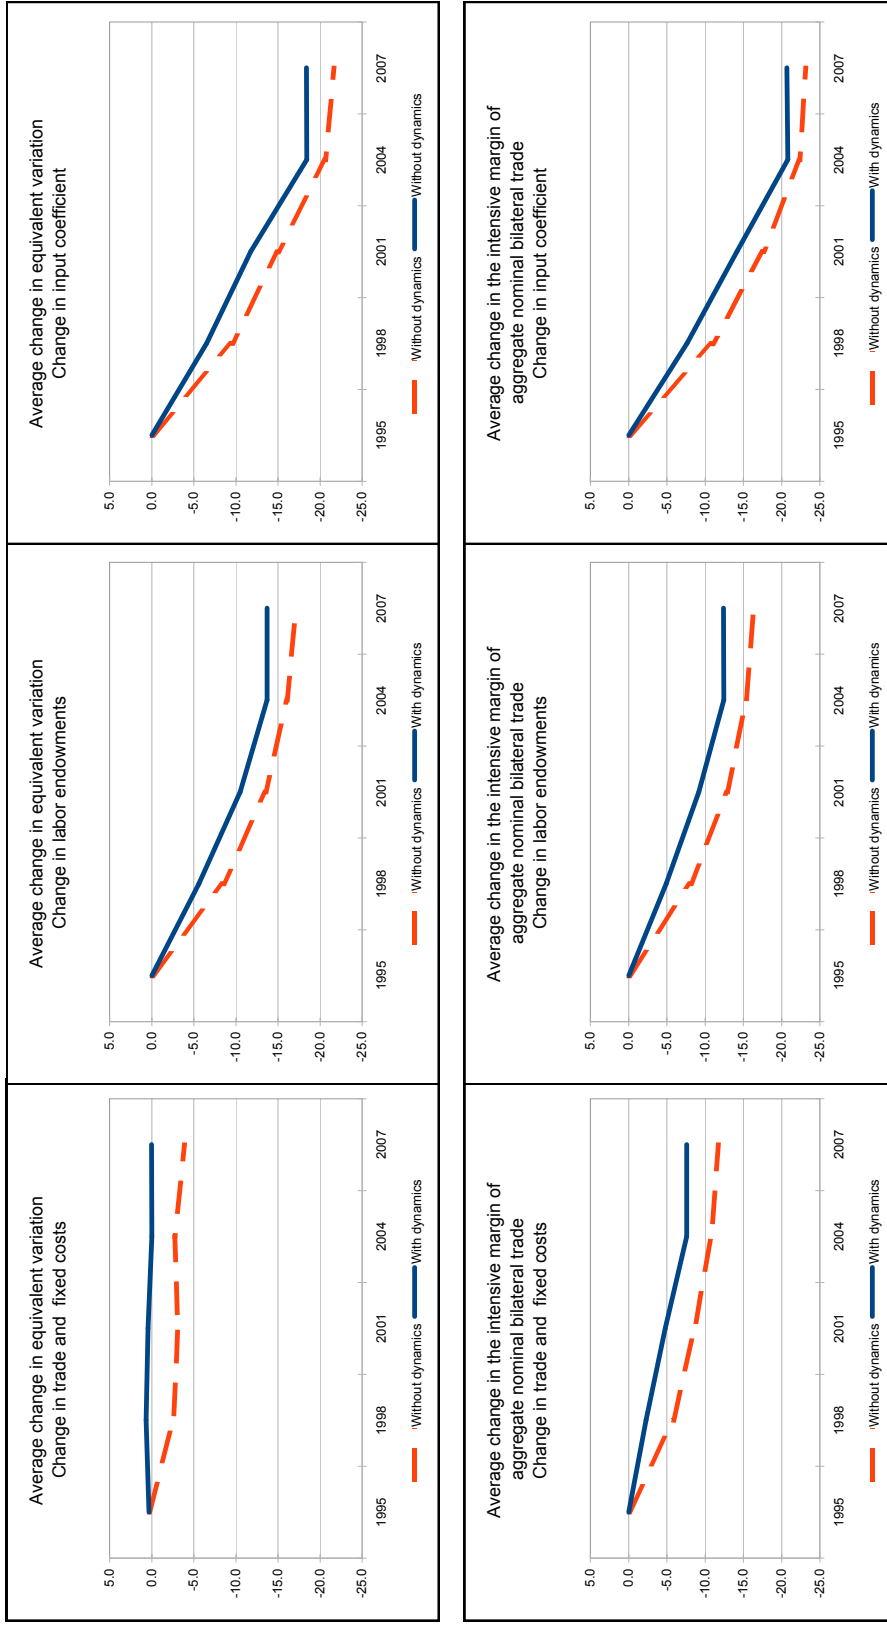 Average change in equivalent variation
Change in trade and fixed costs
5.0
0.0
-5.0
-10.0
-15.0
-20.0
-25.0
1995 1998 2001 2004 2007
Without dynamics With dynamics
Average change in equivalent variation
Change in labor endowments
5.0
0.0
-5.0
-10.0
-15.0
-20.0
-25.0
1995 1998 2001 2004 2007
Without dynamics With dynamics
Average change in equivalent variation
Change in input coefficient
5.0
0.0
-5.0
-10.0
-15.0
-20.0
-25.0
1995 1998 2001 2004 2007
Without dynamics Without dynamics
Average change in the intensive margin of
aggregate nominal bilateral trade
Change in trade and fixed costs
5.0
0.0
-5.0
-10.0
-15.0
-20.0
-25.0
1995 1998 2001 2004 2007
Without dynamics With dynamics
Average change in the intensive margin of
aggregate nominal bilateral trade
Change in labor endowments
5.0
0.0
-5.0
-10.0
-15.0
-20.0
-25.0
1995 1998 2001 2004 2007
Without dynamics With dynamics
Average change in the intensive margin of
aggregate nominal bilateral trade
Change in input coefficient
5.0
0.0
-5.0
-10.0
-15.0
-20.0
-25.0
1995 1998 2001 2004 2007
Without dynamics With dynamics